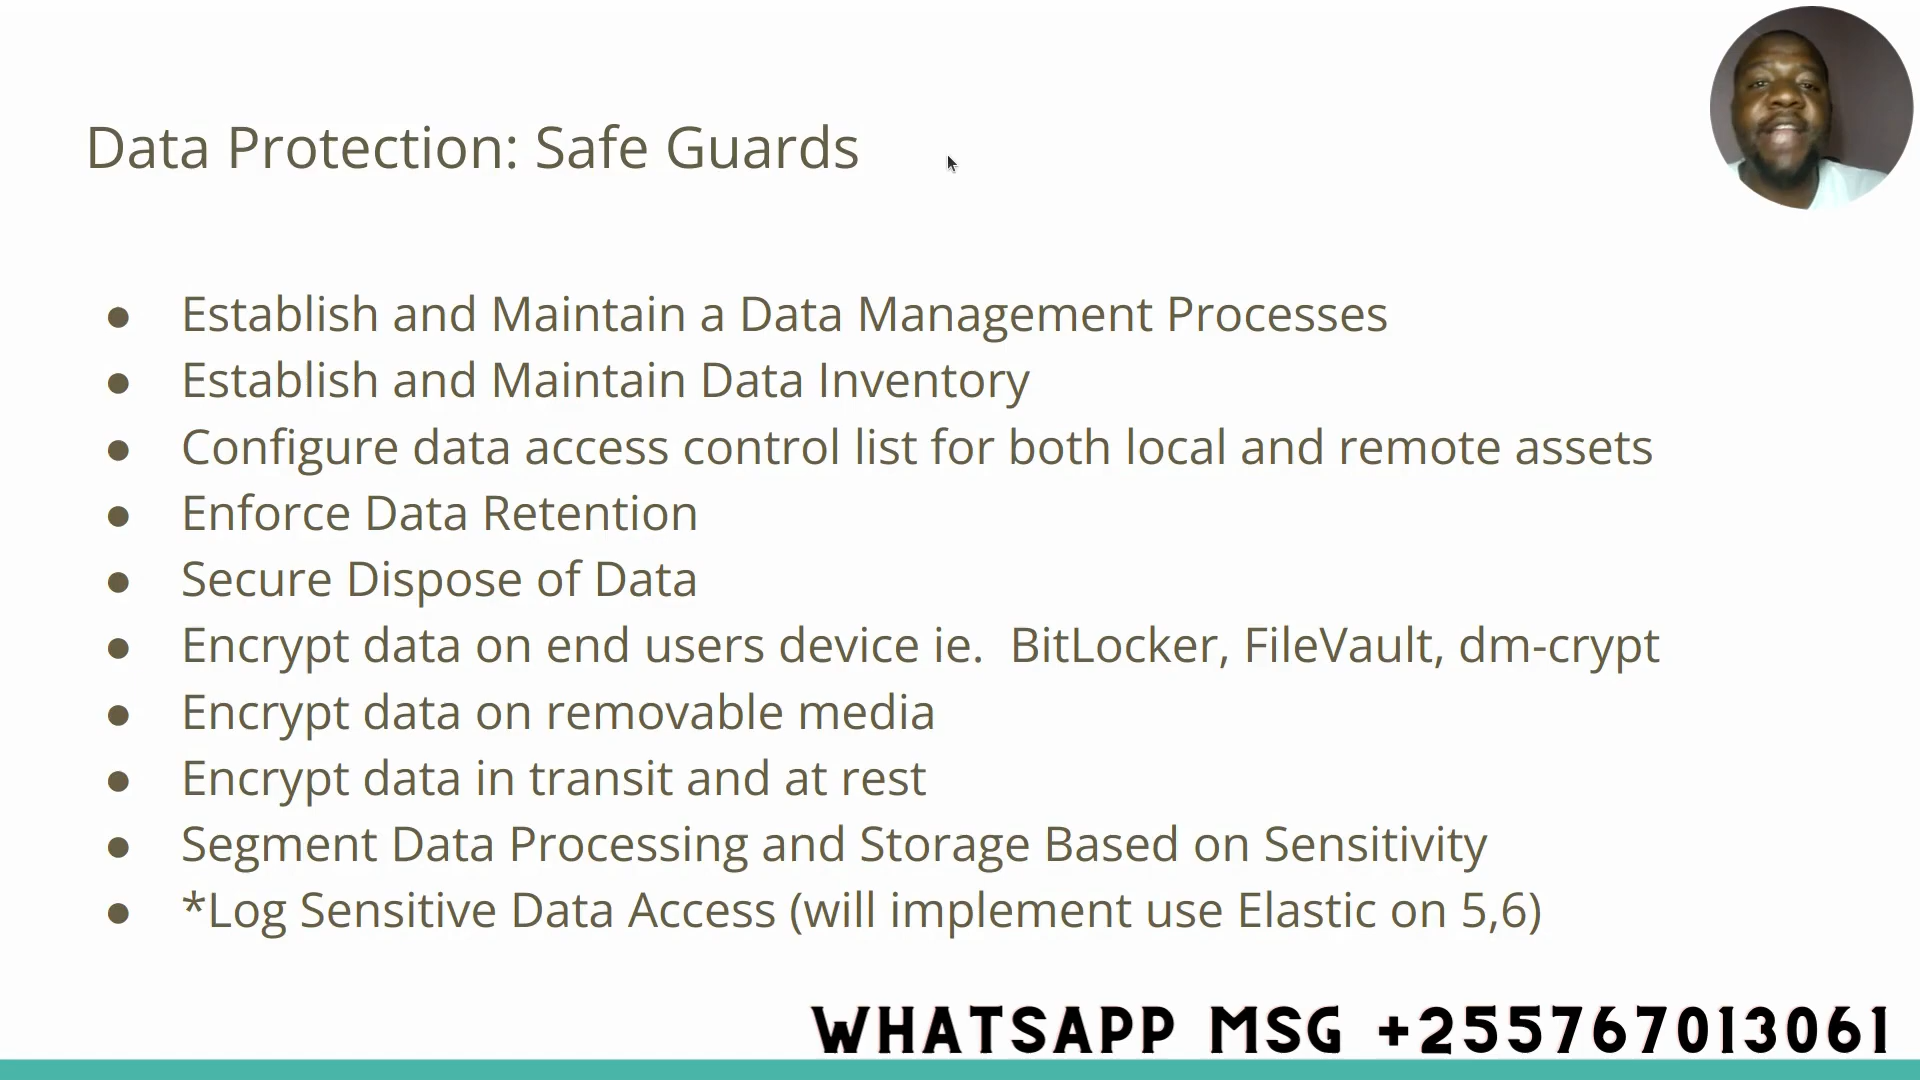 Data Protection: Safe Guards
● Establish and Maintain a Data Management Processes
● Establish and Maintain Data Inventory
● Configure data access control list for both local and remote assets
● Enforce Data Retention
● Secure Dispose of Data
● Encrypt data on end users device ie.  BitLocker, FileVault, dm-crypt
● Encrypt data on removable media
● Encrypt data in transit and at rest
● Segment Data Processing and Storage Based on Sensitivity
● *Log Sensitive Data Access (will implement use Elastic on 5,6)
WHATSAPP MSG +255767013061